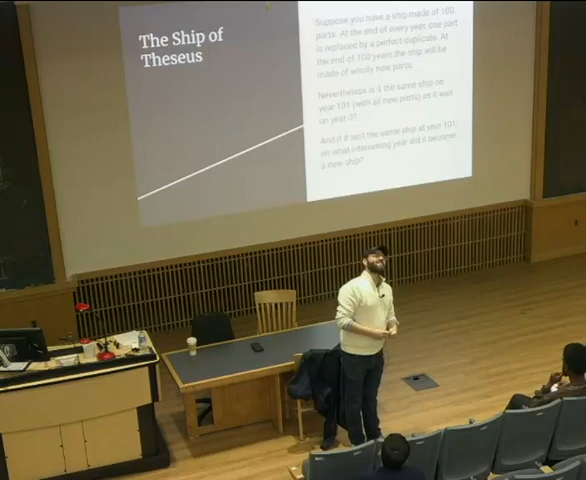 The Ship of
Theseus
Suppose you have a ship made of 100
parts. At the end of every year, one part
is replaced by a perfect duplicate. At
the end of 100 years the ship will be
made of wholly new parts.
Nevertheless is it the same ship on
year 101 (with all new parts) as it was
on year 0?
And if it isn't the same ship at year 101,
on what intervening year did it become
a new ship?